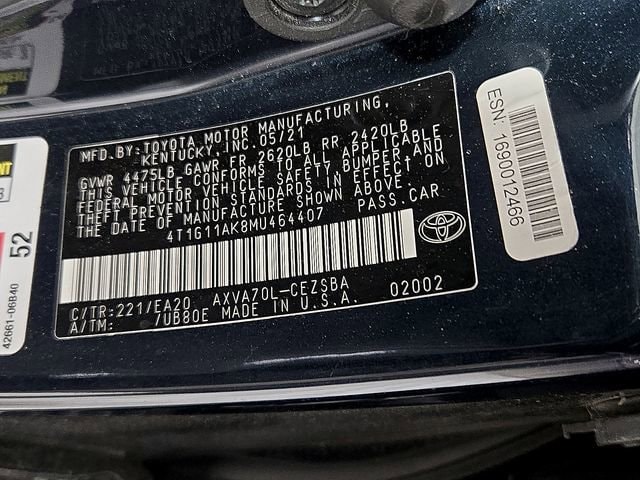 MFD.BY:TOYOTA MOTOR MANUFACTURING,
KENTUCKY, INC. 05/21
GVWR 4475LB GAWR FR 2620LB RR 2420LB
THIS VEHICLE CONFORMS TO ALL APPLICABLE
FEDERAL MOTOR VEHICLE SAFETY, BUMPER, AND
THEFT PREVENTION STANDARDS IN EFFECT ON
THE DATE OF MANUFACTURE SHOWN ABOVE.
4T1G11AK8MU464407 PASS.CAR
C/TR:221/EA20 AXVA70L-CEZSBA
A/TM: 7UB80E MADE IN U.S.A. 02002
ESN: 1690012466
52
42661-06B40